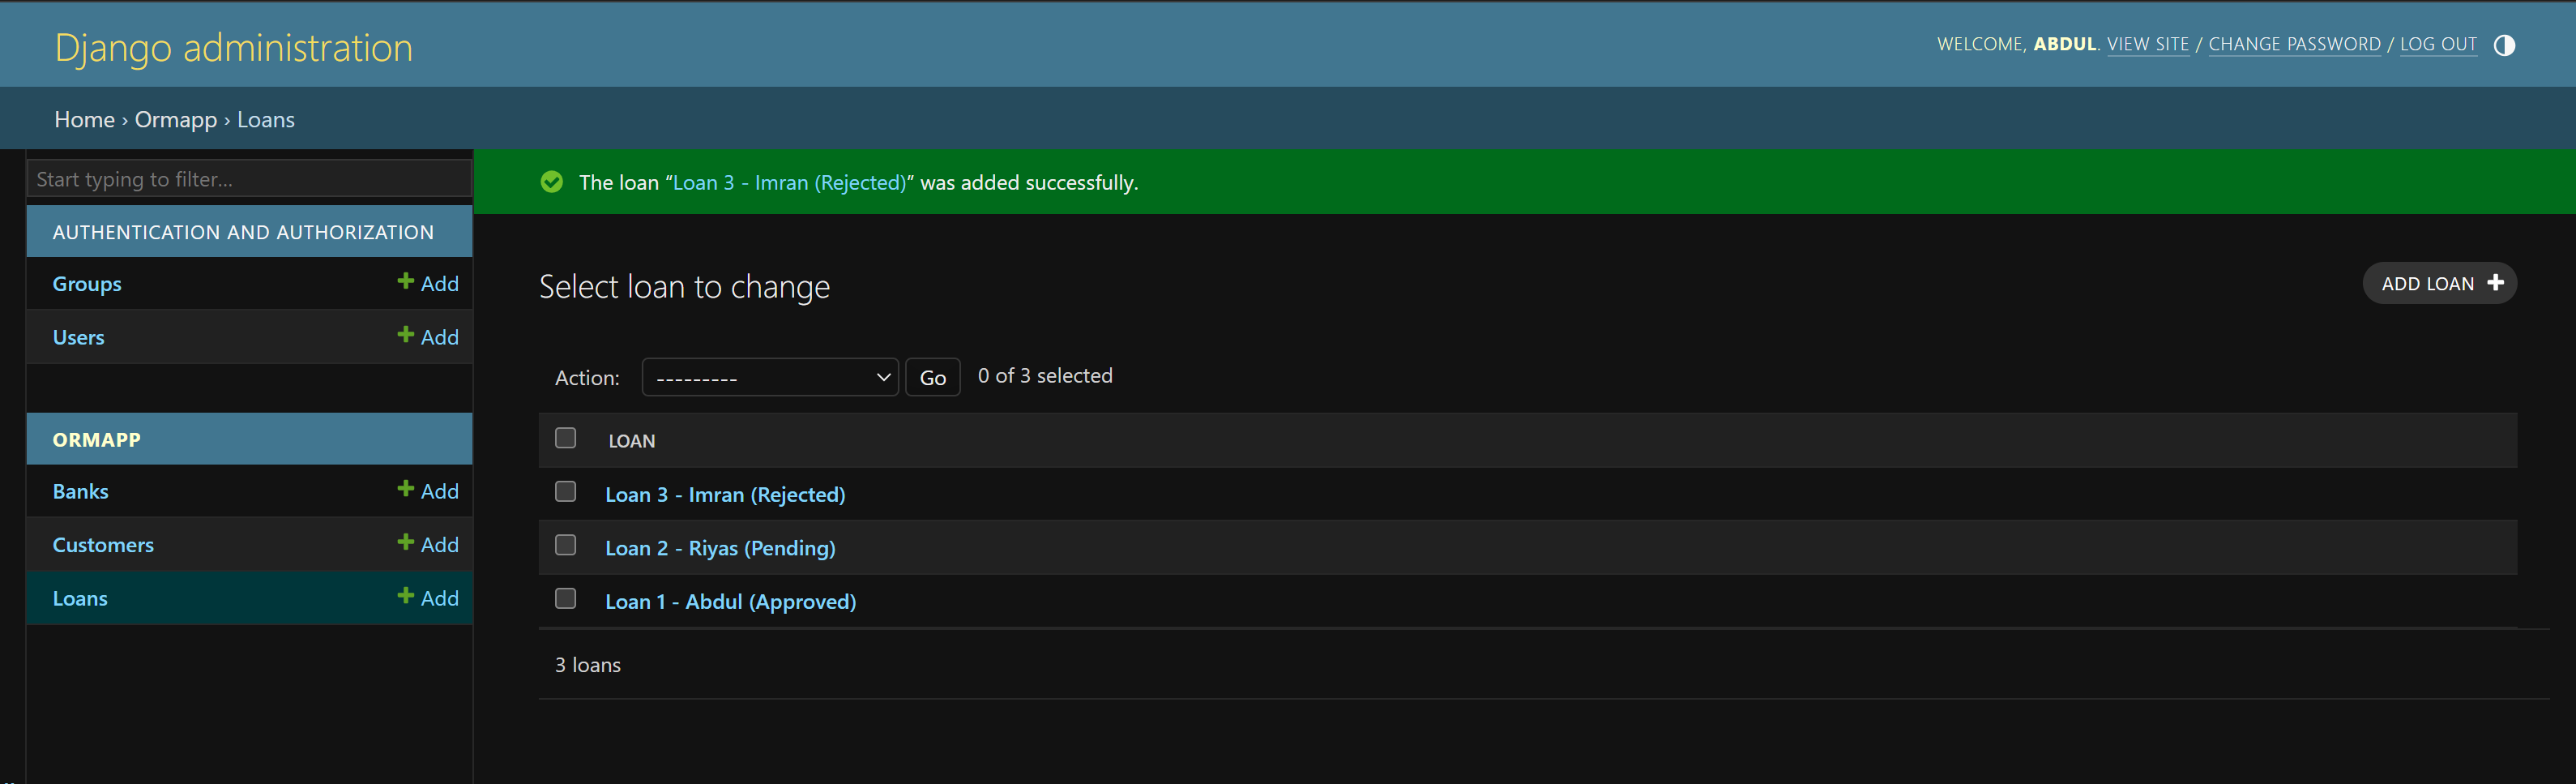 Django administration
WELCOME, ABDUL. VIEW SITE / CHANGE PASSWORD / LOG OUT
Home › Ormapp › Loans
Start typing to filter...
AUTHENTICATION AND AUTHORIZATION
Groups + Add
Users + Add
ORMAPP
Banks + Add
Customers + Add
Loans + Add
The loan “Loan 3 - Imran (Rejected)” was added successfully.
Select loan to change
ADD LOAN +
Action: --------- Go 0 of 3 selected
LOAN
Loan 3 - Imran (Rejected)
Loan 2 - Riyas (Pending)
Loan 1 - Abdul (Approved)
3 loans